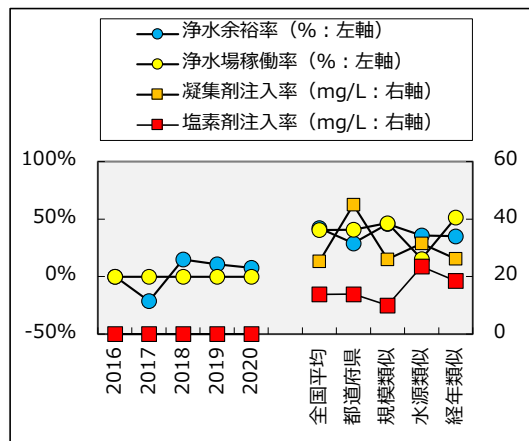 浄水余裕率（%：左軸）
浄水場稼働率（%：左軸）
凝集剤注入率（mg/L：右軸）
塩素剤注入率（mg/L：右軸）
100%
60
50%
40
0%
20
-50%
0
2016
2017
2018
2019
2020
全国平均
都道府県
規模類似
水源類似
経年類似